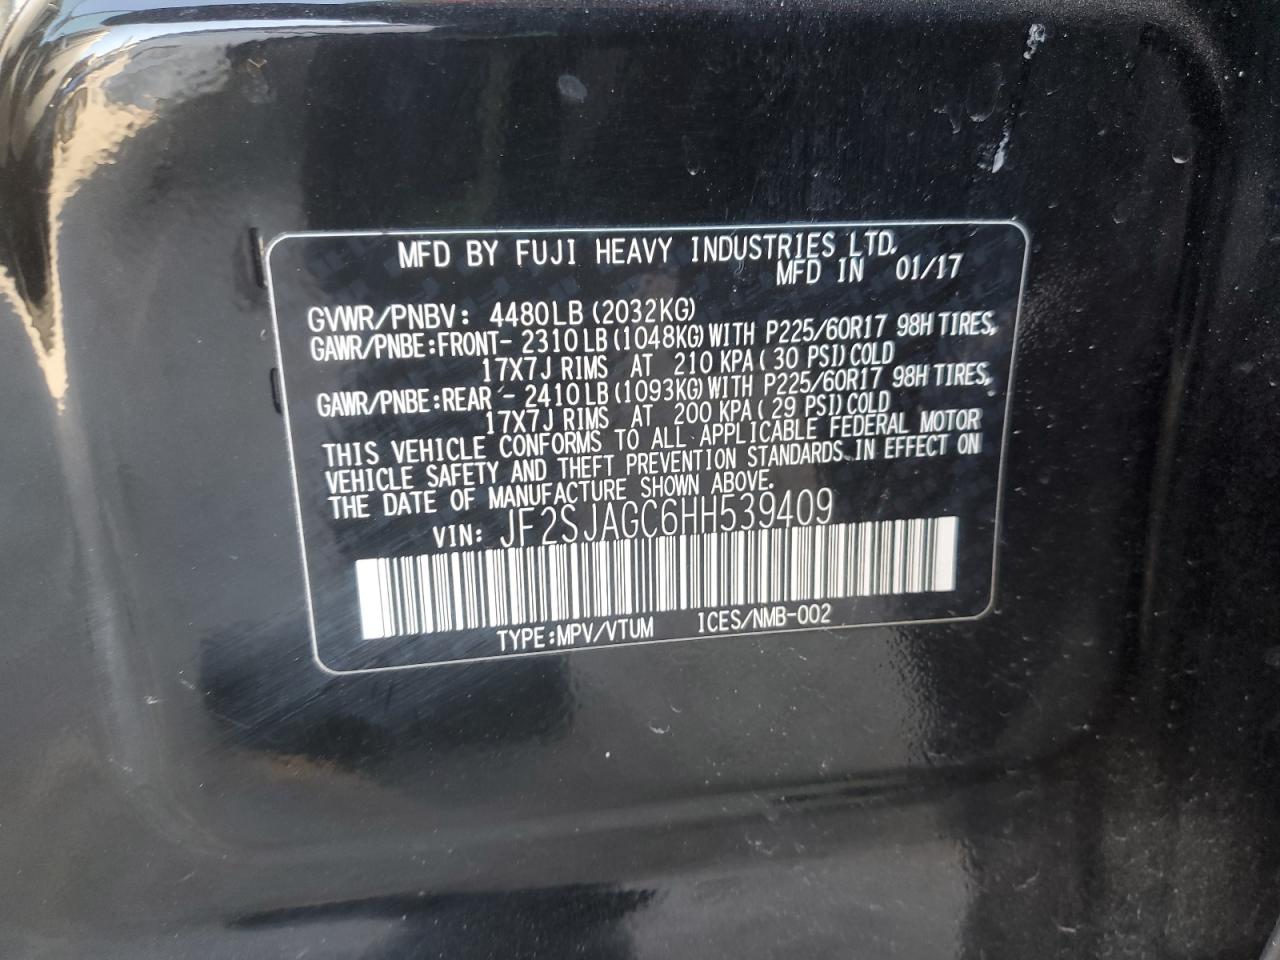 MFD BY FUJI HEAVY INDUSTRIES LTD.
MFD IN 01/17
GVWR/PNBV: 4480LB (2032KG)
GAWR/PNBE:FRONT- 2310LB (1048KG) WITH P225/60R17 98H TIRES,
17X7J RIMS AT 210 KPA ( 30 PSI) COLD
GAWR/PNBE:REAR - 2410LB (1093KG) WITH P225/60R17 98H TIRES,
17X7J RIMS AT 200 KPA ( 29 PSI) COLD
THIS VEHICLE CONFORMS TO ALL APPLICABLE FEDERAL MOTOR
VEHICLE SAFETY AND THEFT PREVENTION STANDARDS IN EFFECT ON
THE DATE OF MANUFACTURE SHOWN ABOVE.
VIN: JF2SJAGC6HH539409
TYPE:MPV/VTUM ICES/NMB-002